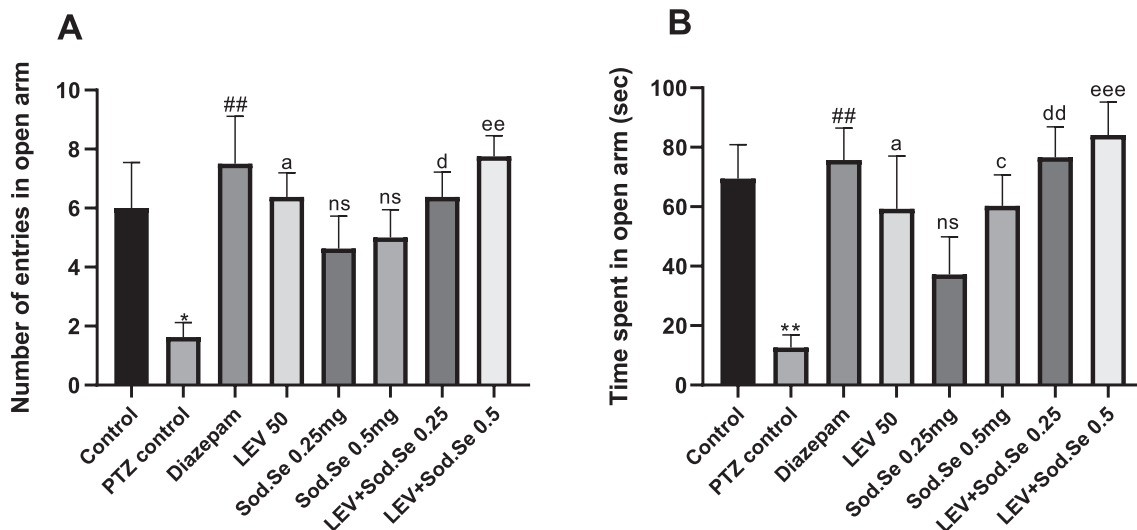 A
Number of entries in open arm
10
8
6
4
2
0
*
##
a
ns
ns
d
ee
Control
PTZ control
Diazepam
LEV 50
Sod.Se 0.25mg
Sod.Se 0.5mg
LEV+Sod.Se 0.25
LEV+Sod.Se 0.5
B
Time spent in open arm (sec)
100
80
60
40
20
0
**
##
a
ns
c
dd
eee
Control
PTZ control
Diazepam
LEV 50
Sod.Se 0.25mg
Sod.Se 0.5mg
LEV+Sod.Se 0.25
LEV+Sod.Se 0.5